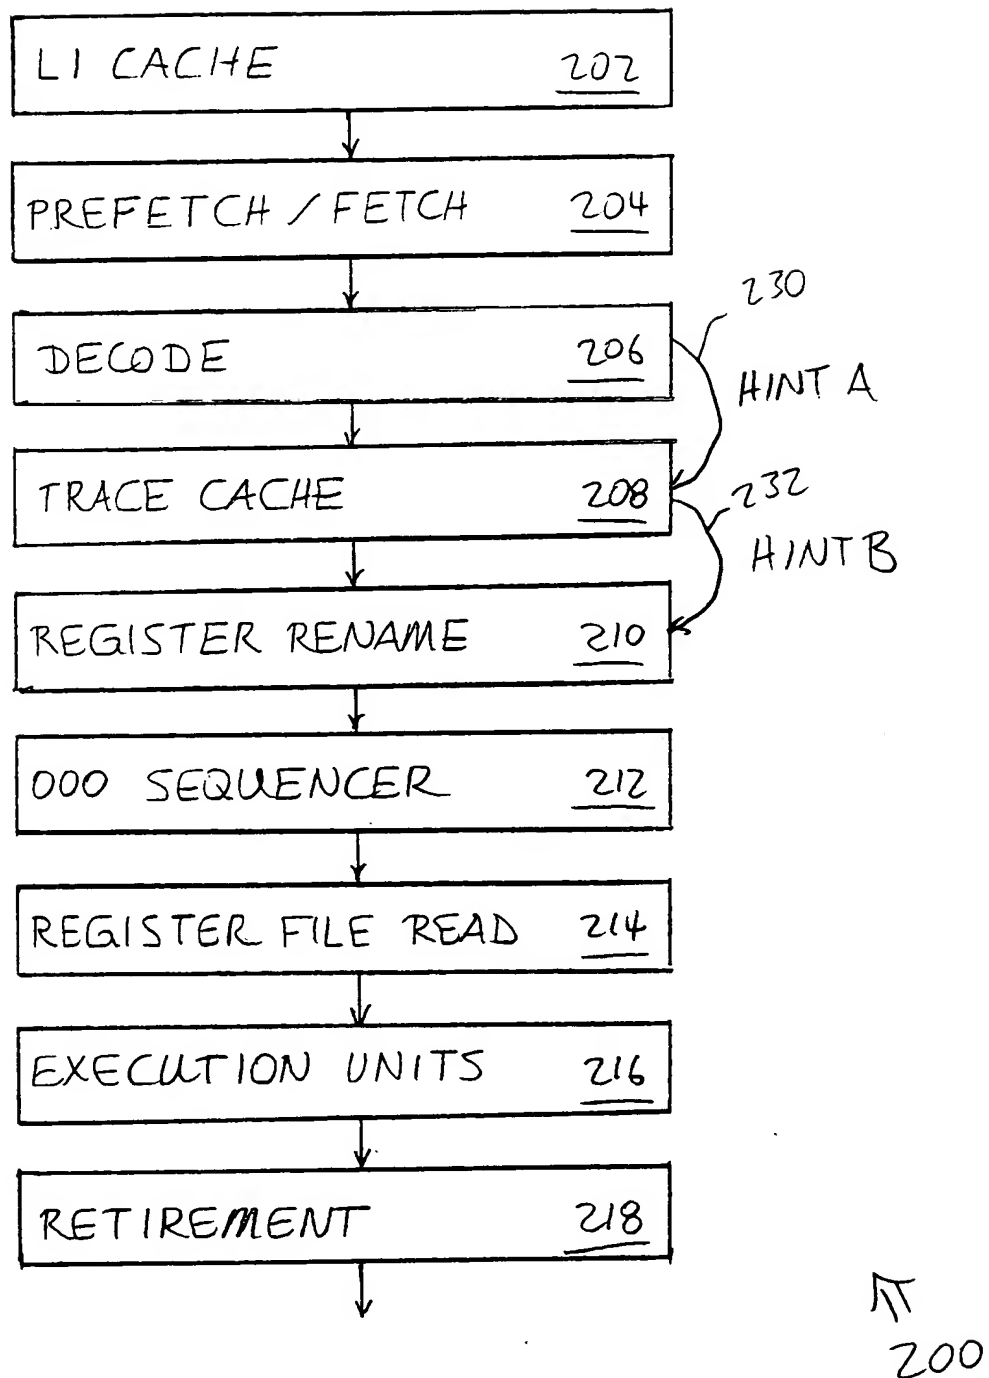 L1 CACHE 202
PREFETCH / FETCH 204
230
DECODE 206
HINT A
TRACE CACHE 208
232
HINT B
REGISTER RENAME 210
OOO SEQUENCER 212
REGISTER FILE READ 214
EXECUTION UNITS 216
RETIREMENT 218
200